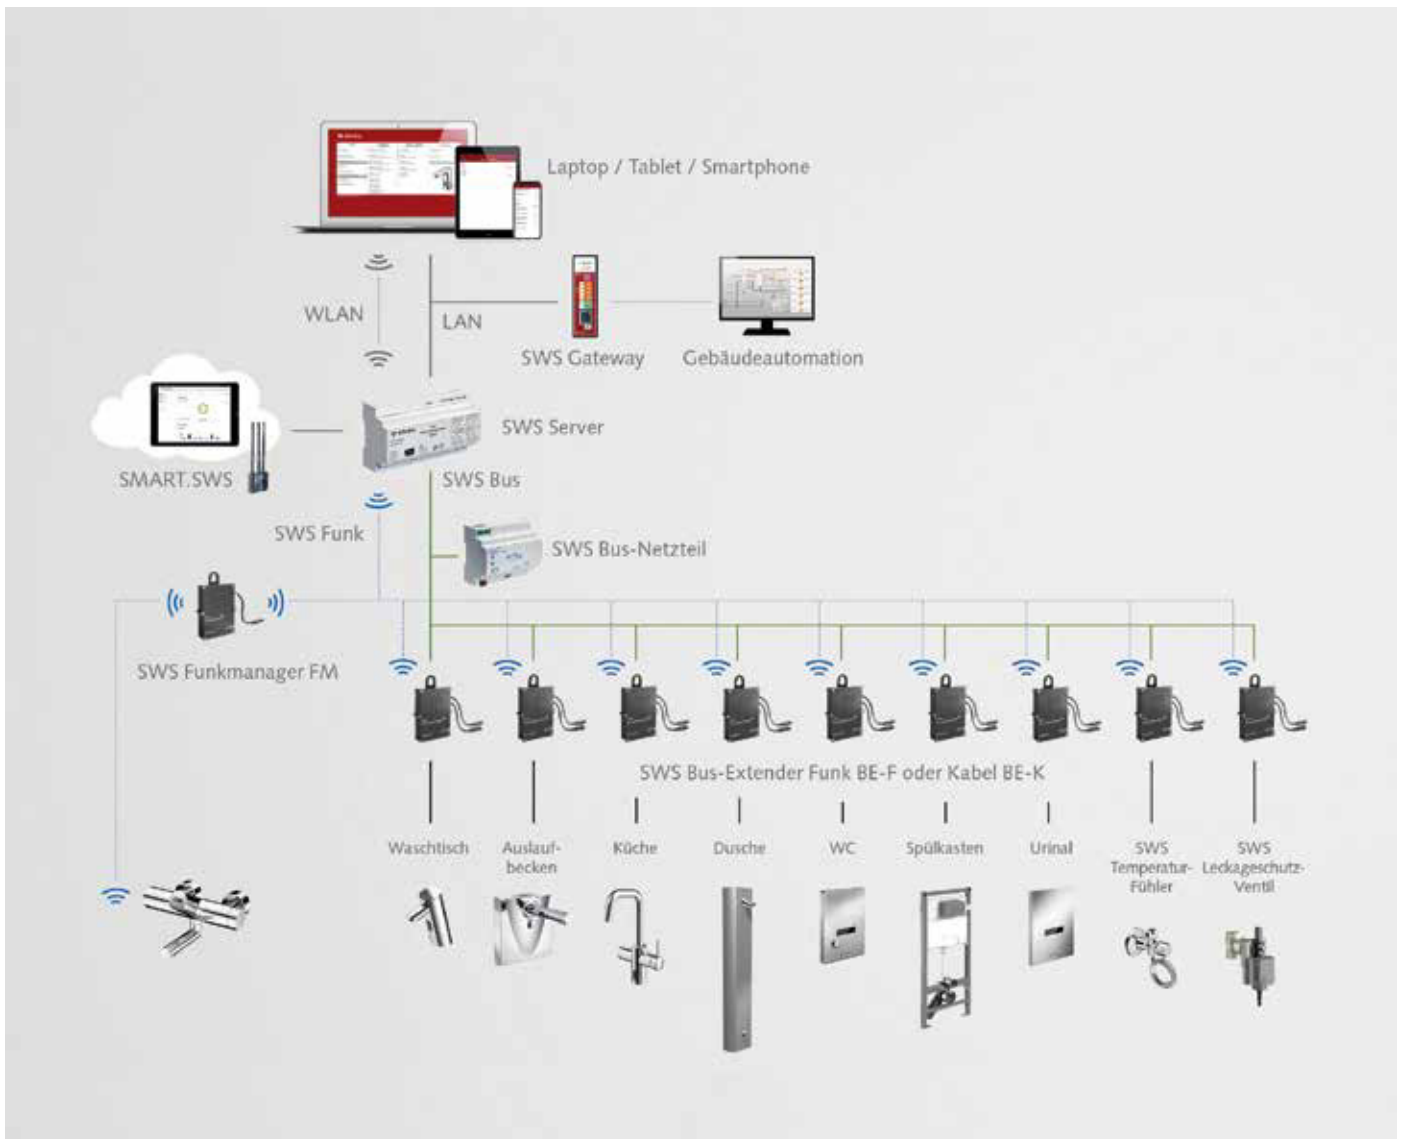 Laptop / Tablet / Smartphone
WLAN
LAN
SWS Gateway
Gebäudeautomation
SWS Server
SMART.SWS
SWS Bus
SWS Funk
SWS Bus-Netzteil
SWS Funkmanager FM
SWS Bus-Extender Funk BE-F oder Kabel BE-K
Waschtisch
Auslauf-
becken
Küche
Dusche
WC
Spülkasten
Urinal
SWS
Temperatur-
Fühler
SWS
Leckageschutz-
Ventil